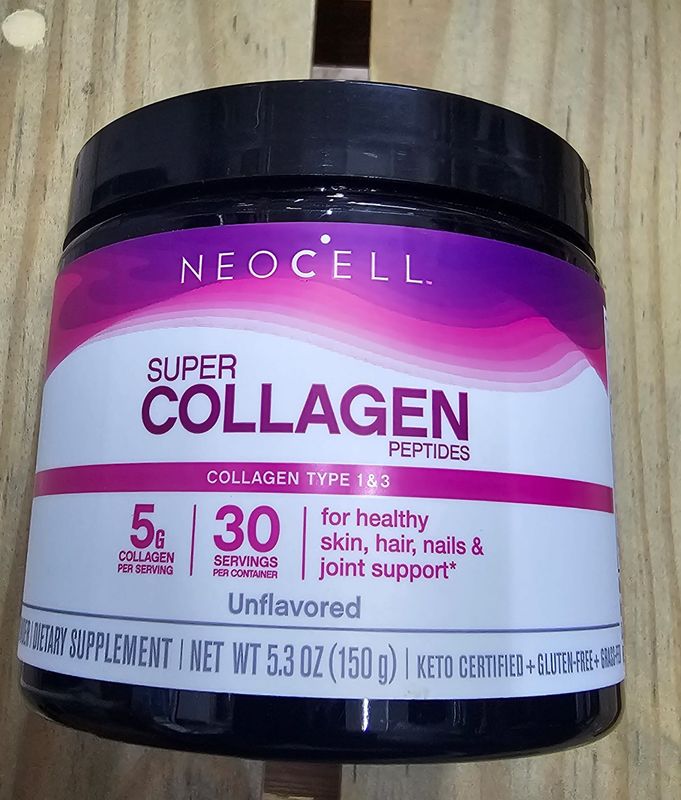 NEOCELL™
SUPER
COLLAGEN
PEPTIDES
COLLAGEN TYPE 1&3
5G
COLLAGEN
PER SERVING
30
SERVINGS
PER CONTAINER
for healthy
skin, hair, nails &
joint support*
Unflavored
DIETARY SUPPLEMENT | NET WT 5.3 OZ (150 g) | KETO CERTIFIED + GLUTEN-FREE +